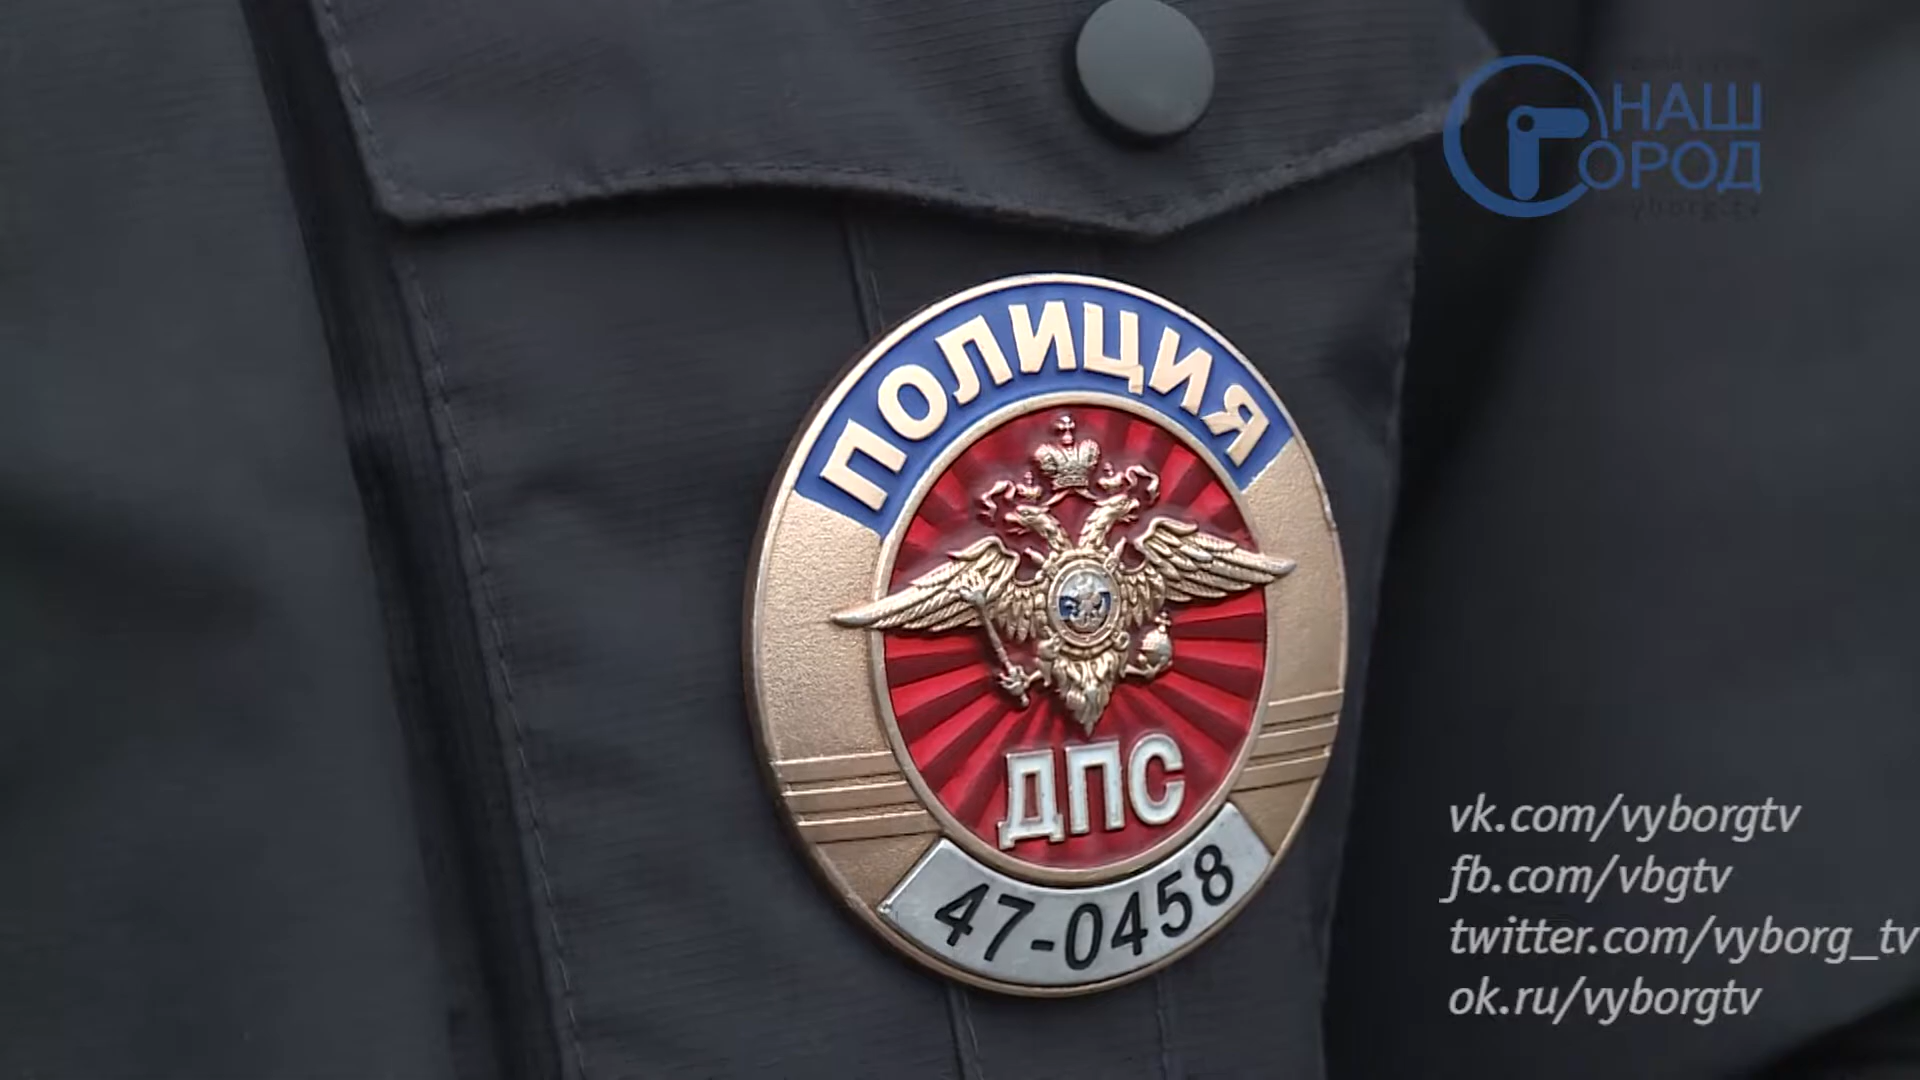 НАШ
ГОРОД
vyborg.tv
ПОЛИЦИЯ
ДПС
47-0458
vk.com/vyborgtv
fb.com/vbgtv
twitter.com/vyborg_tv
ok.ru/vyborgtv